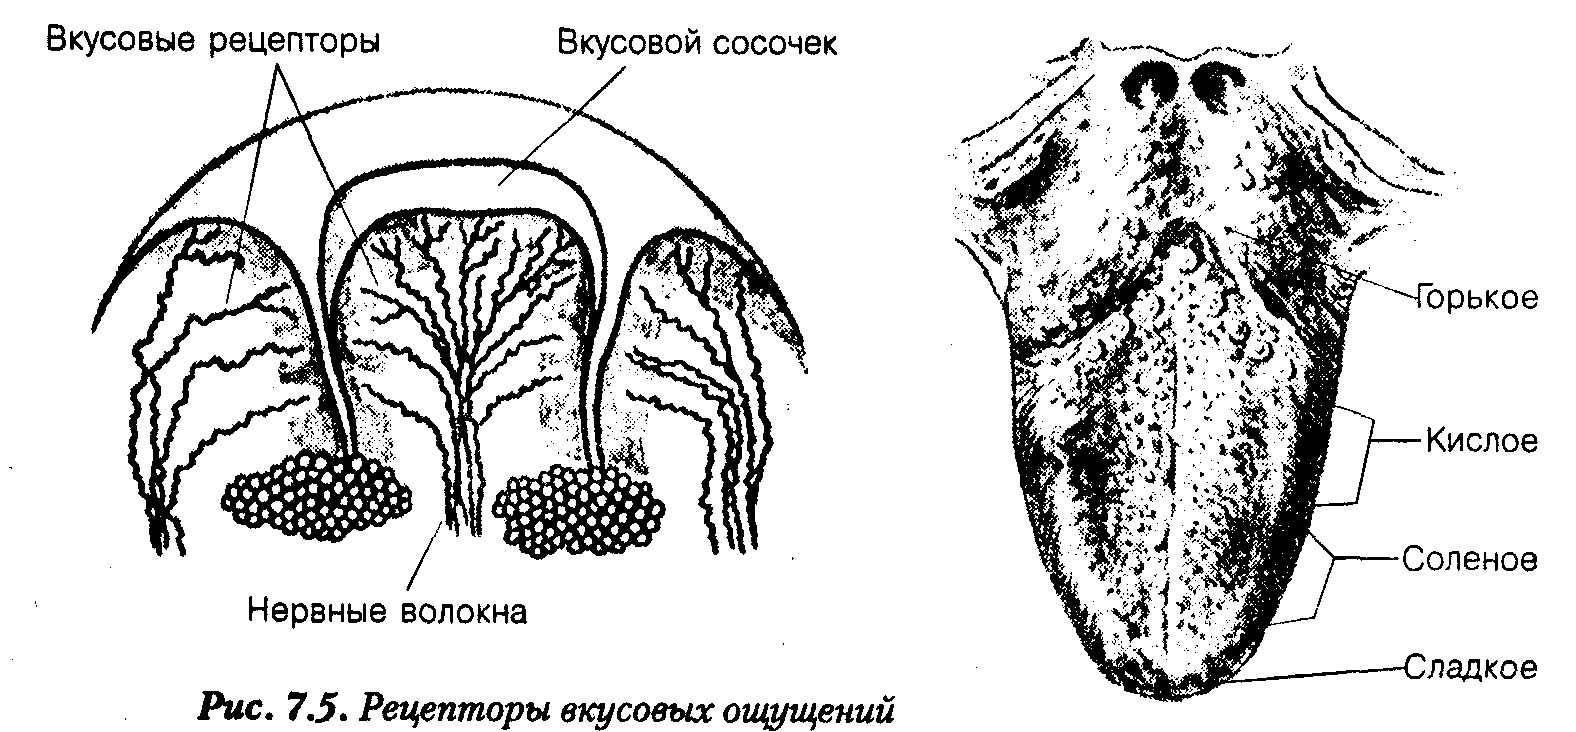 Вкусовые рецепторы
Вкусовой сосочек
Горькое
Кислое
Соленое
Сладкое
Нервные волокна
Рис. 7.5. Рецепторы вкусовых ощущений